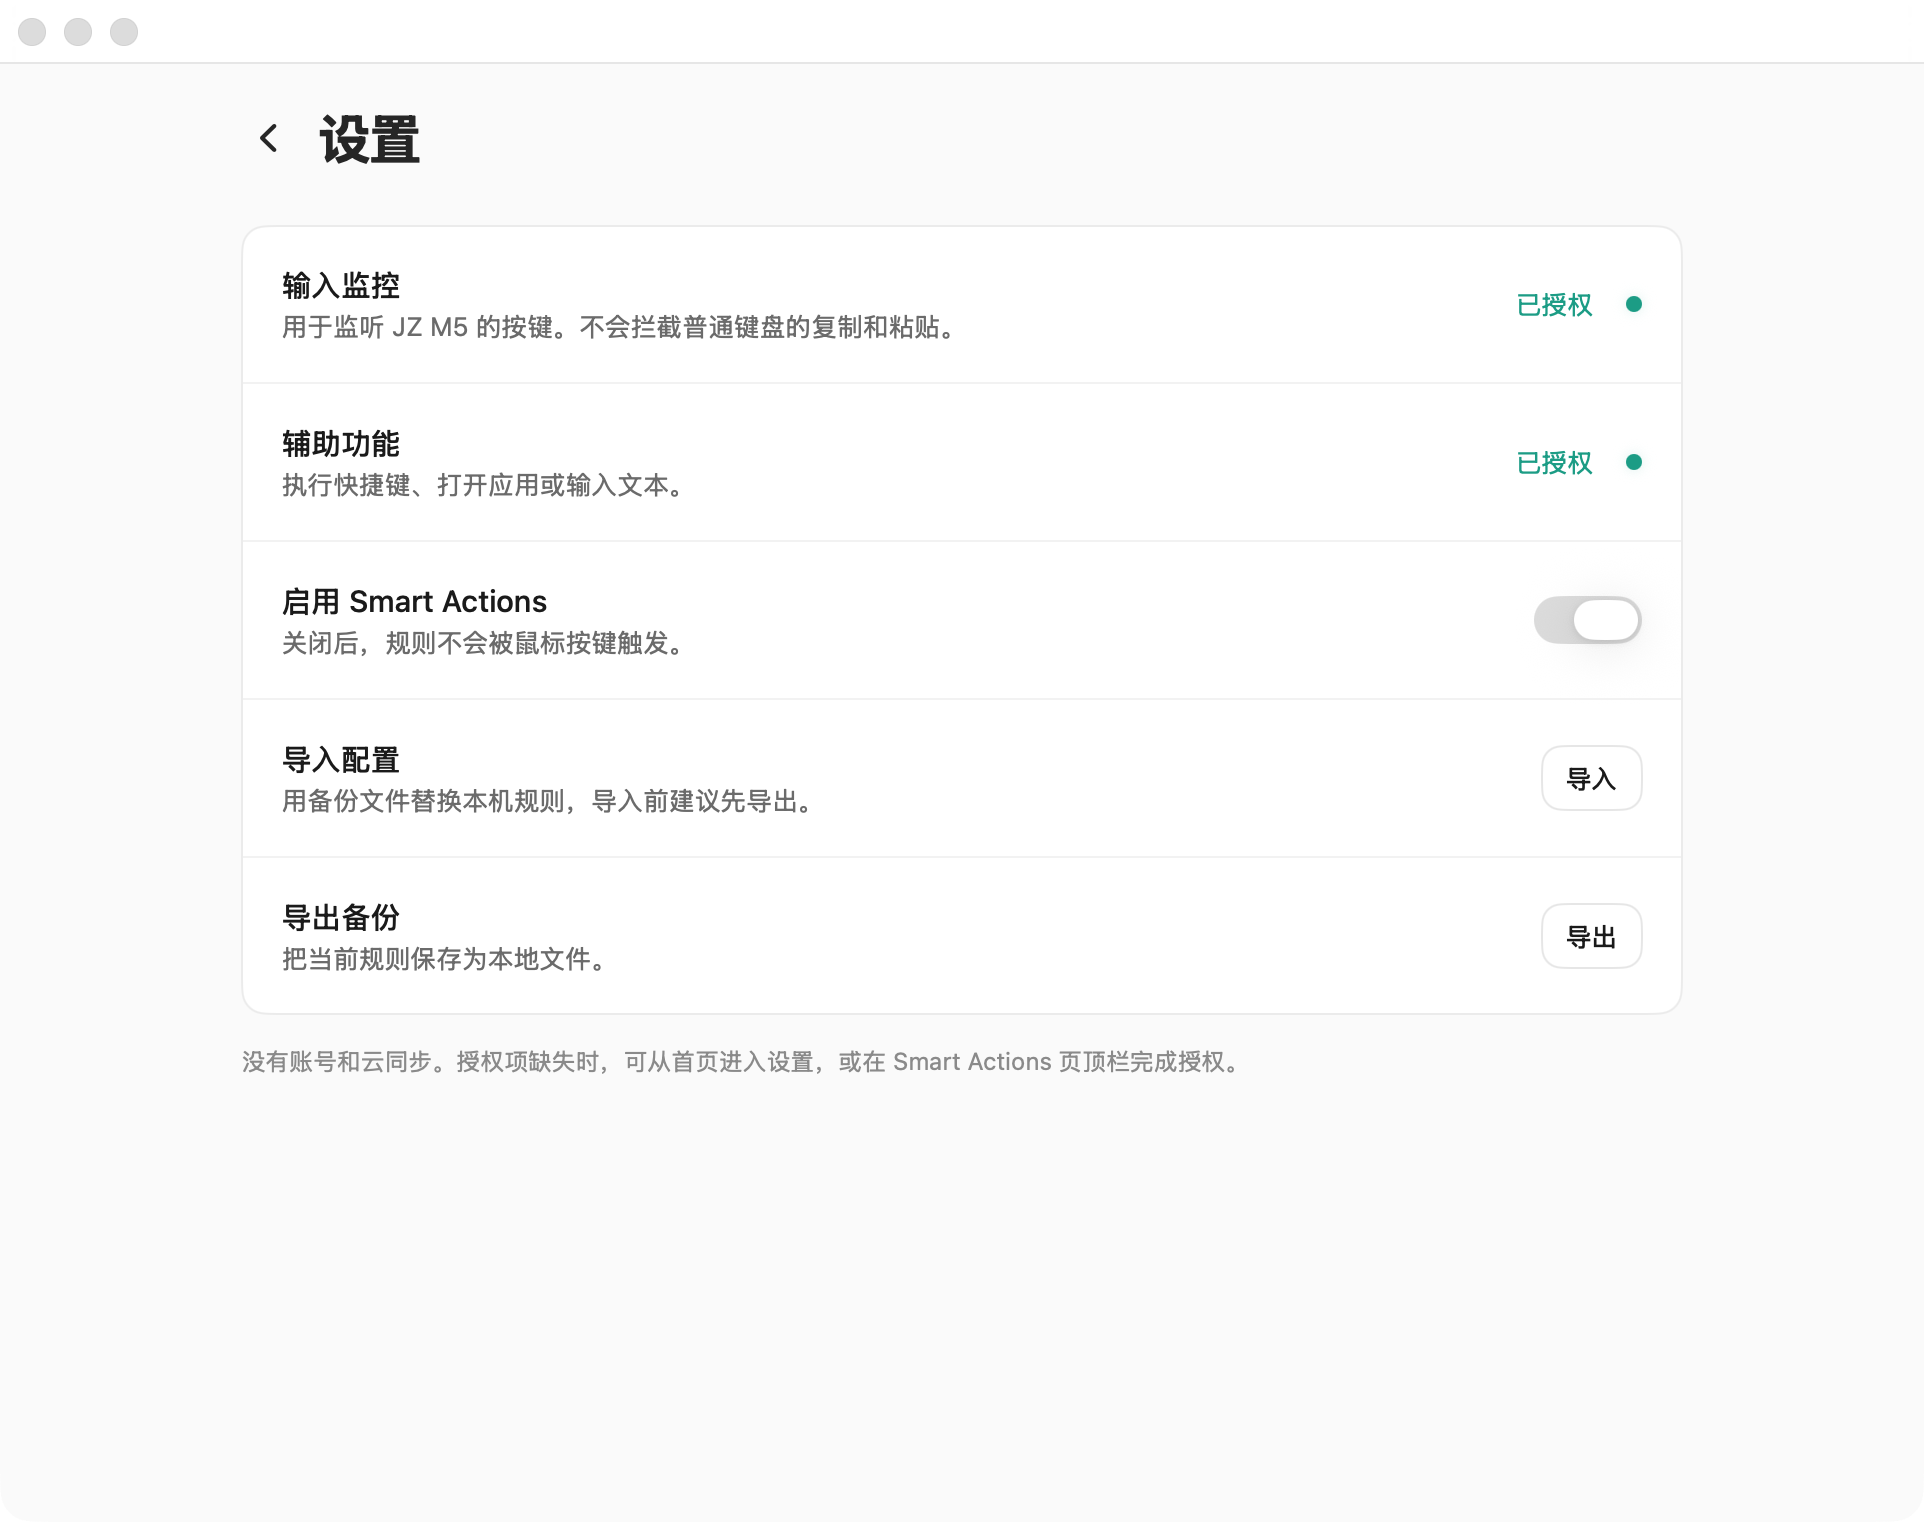 设置
输入监控
用于监听 JZ M5 的按键。不会拦截普通键盘的复制和粘贴。
已授权
辅助功能
执行快捷键、打开应用或输入文本。
已授权
启用 Smart Actions
关闭后，规则不会被鼠标按键触发。
导入配置
用备份文件替换本机规则，导入前建议先导出。
导入
导出备份
把当前规则保存为本地文件。
导出
没有账号和云同步。授权项缺失时，可从首页进入设置，或在 Smart Actions 页顶栏完成授权。